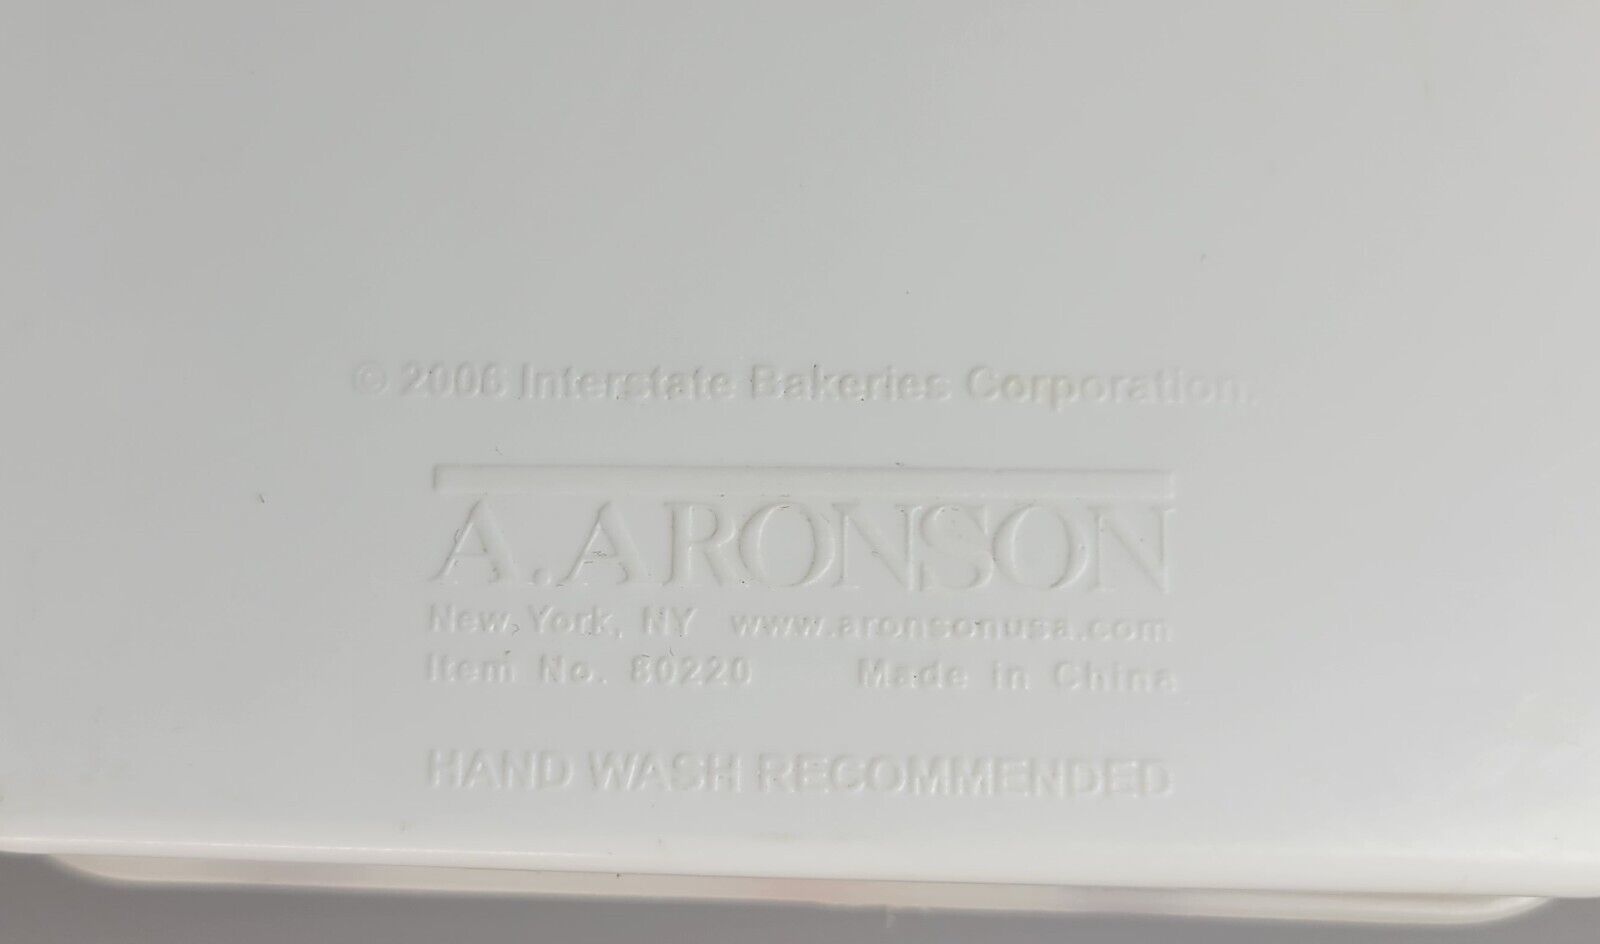 © 2006 Interstate Bakeries Corporation.
A.ARONSON
New York, NY www.aronsonusa.com
Item No. 80220 Made in China
HAND WASH RECOMMENDED